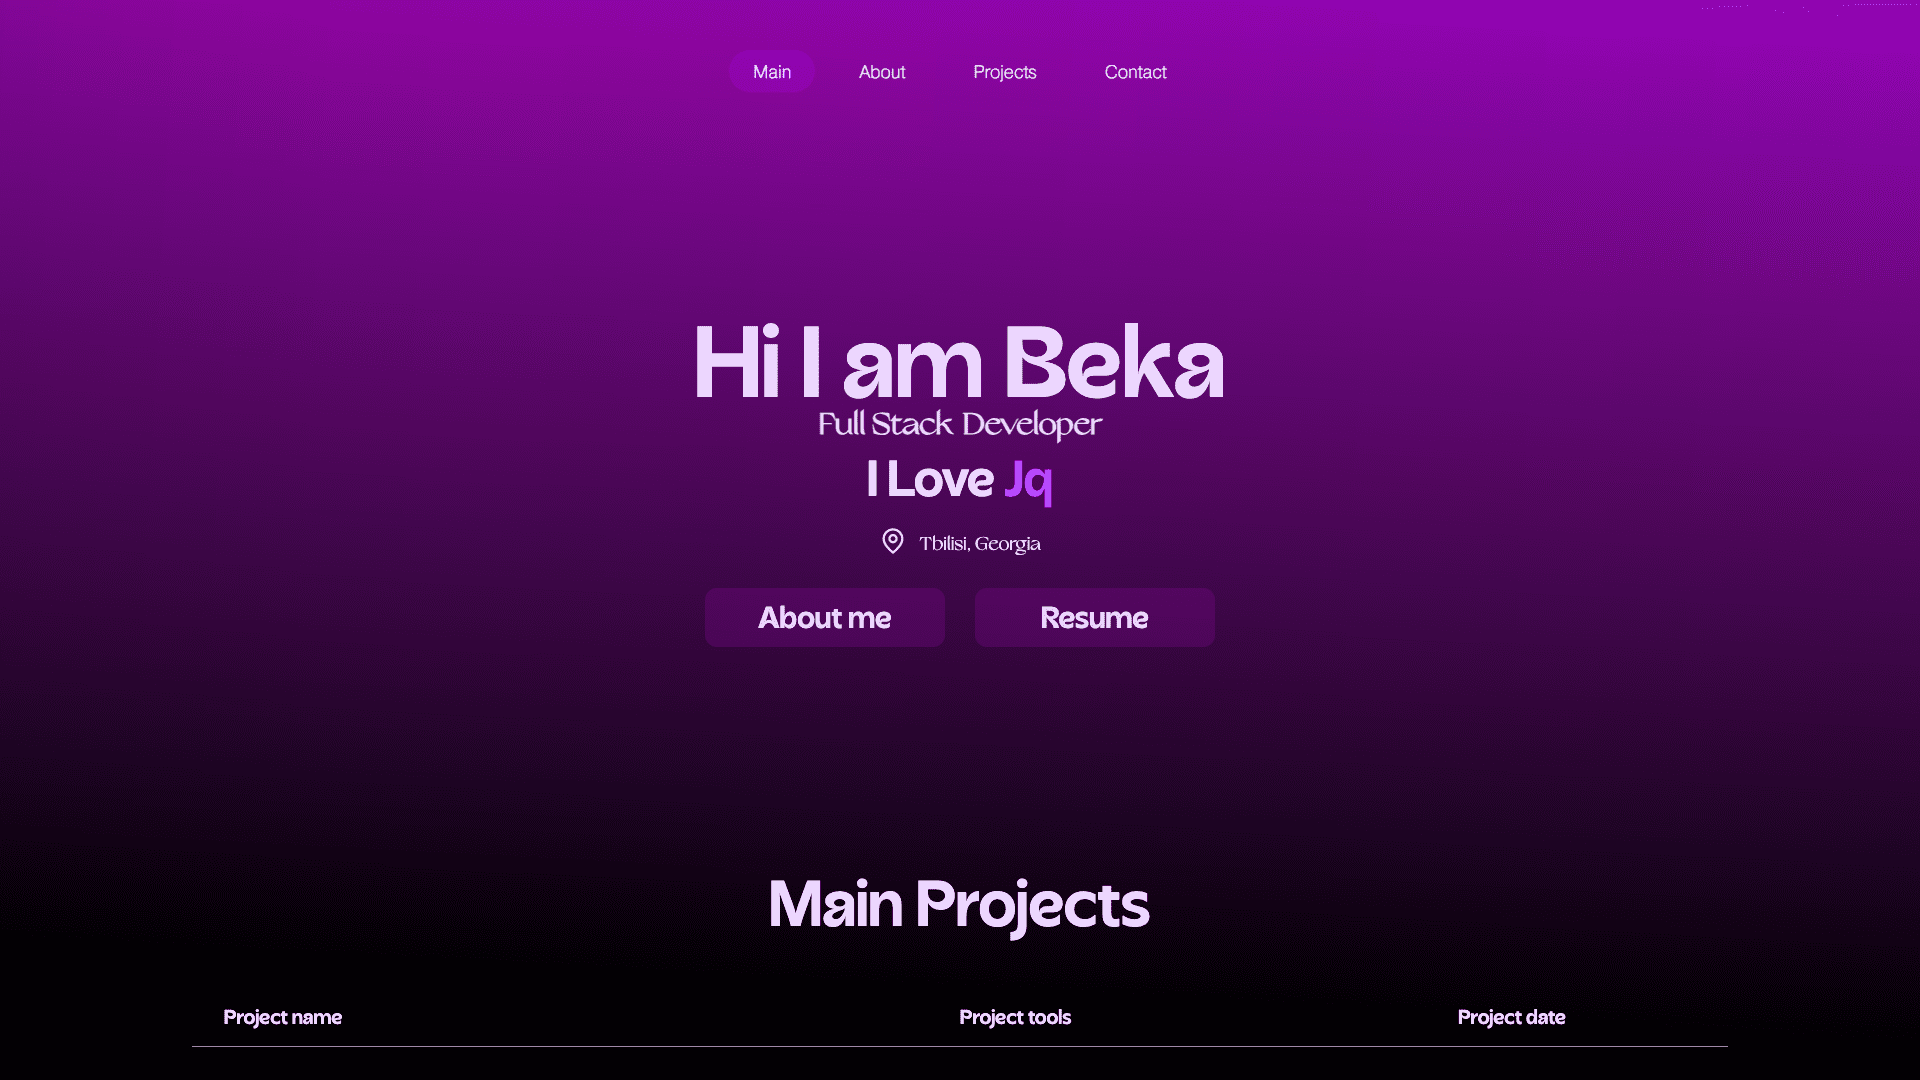 Main About Projects Contact
Hi I am Beka
Full Stack Developer
I Love Jq
Tbilisi, Georgia
About me Resume
Main Projects
Project name Project tools Project date